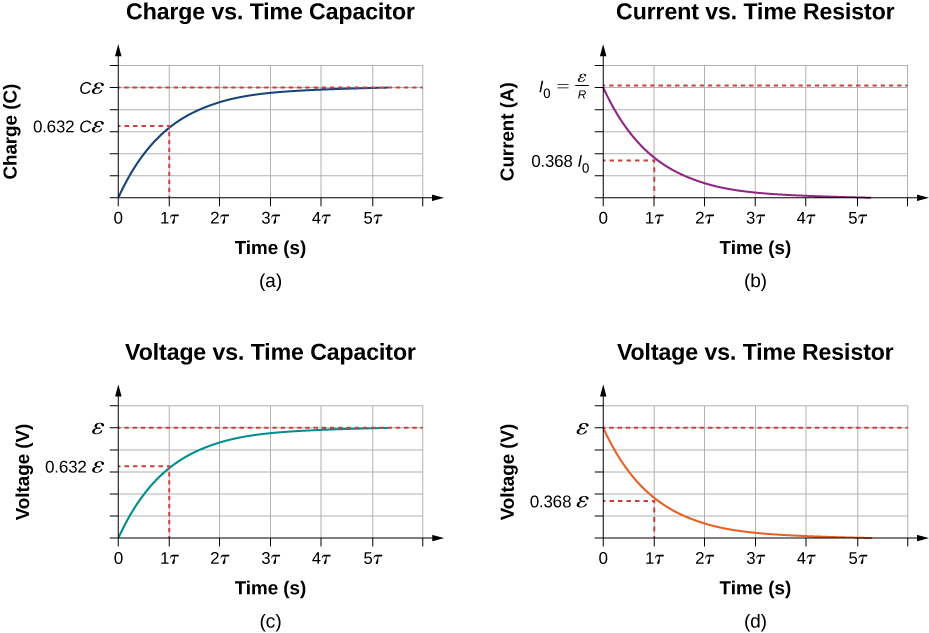 Charge vs. Time Capacitor
Charge (C)
Cℰ
0.632 Cℰ
0 1τ 2τ 3τ 4τ 5τ
Time (s)
(a)
Current vs. Time Resistor
Current (A)
I₀ = ℰ/R
0.368 I₀
0 1τ 2τ 3τ 4τ 5τ
Time (s)
(b)
Voltage vs. Time Capacitor
Voltage (V)
ℰ
0.632 ℰ
0 1τ 2τ 3τ 4τ 5τ
Time (s)
(c)
Voltage vs. Time Resistor
Voltage (V)
ℰ
0.368 ℰ
0 1τ 2τ 3τ 4τ 5τ
Time (s)
(d)